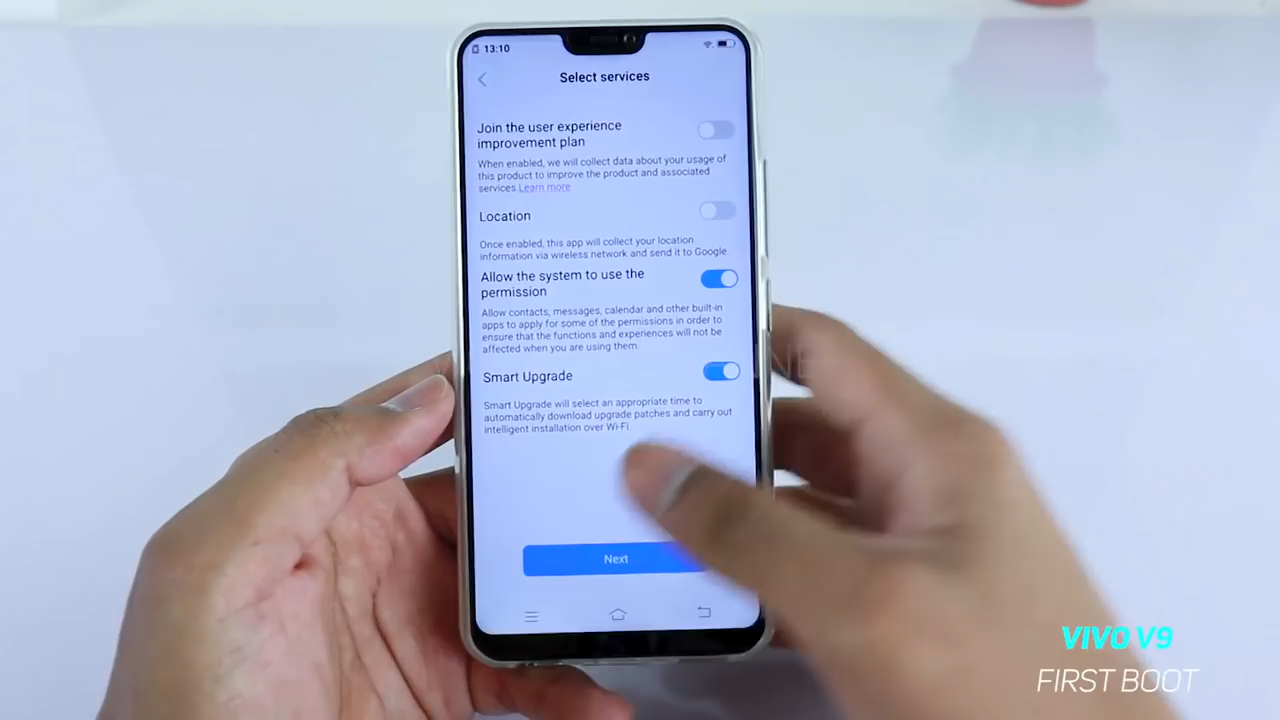 13:10
Select services
Join the user experience
improvement plan
When enabled, we will collect data about your usage of
this product to improve the product and associated
services.Learn more
Location
Once enabled, this app will collect your location
information via wireless network and send it to Google.
Allow the system to use the
permission
Allow contacts, messages, calendar and other built-in
apps to apply for some of the permissions in order to
ensure that the functions and experiences will not be
affected when you are using them.
Smart Upgrade
Smart Upgrade will select an appropriate time to
automatically download upgrade patches and carry out
intelligent installation over Wi-Fi.
Next
VIVO V9
FIRST BOOT